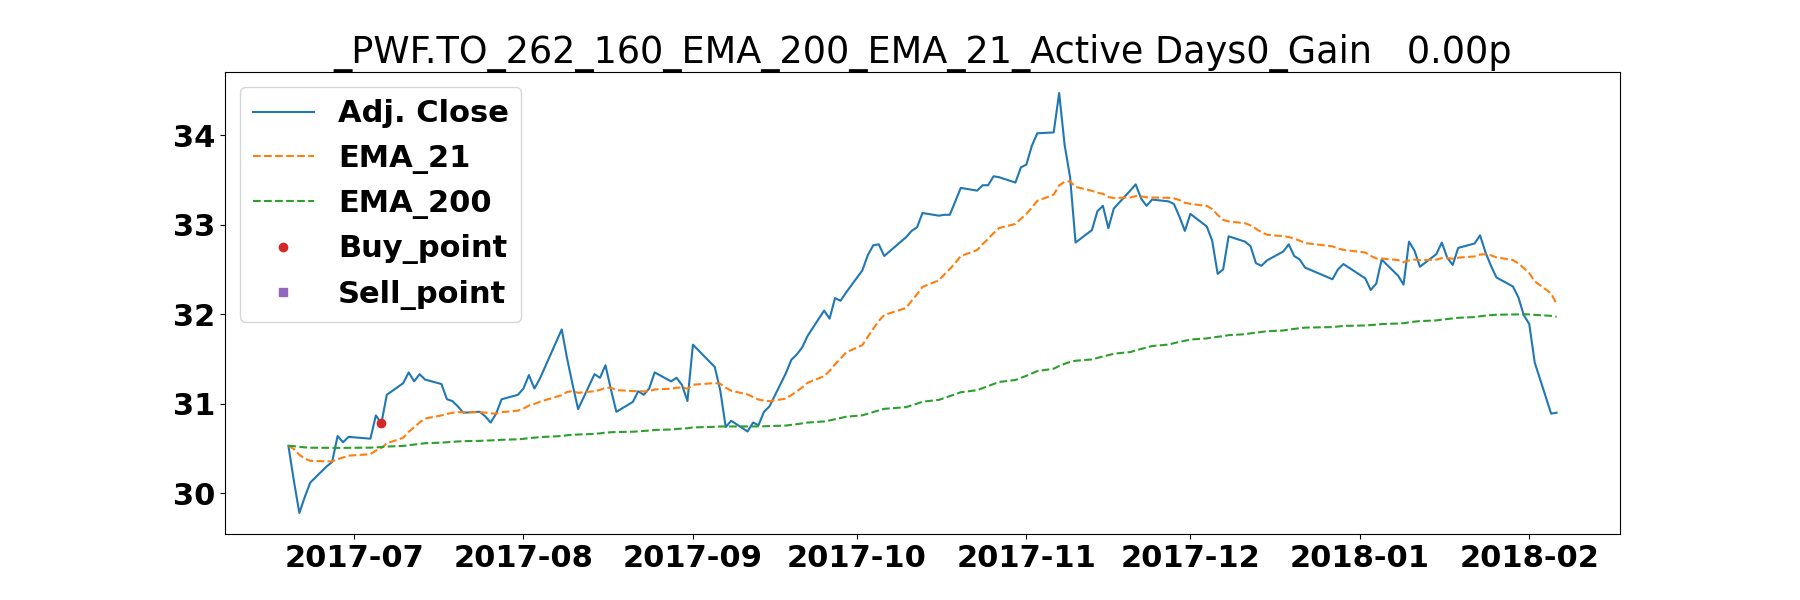 _PWF.TO_262_160_EMA_200_EMA_21_Active Days0_Gain   0.00p
Adj. Close
EMA_21
EMA_200
Buy_point
Sell_point
34
33
32
31
30
2017-07 2017-08 2017-09 2017-10 2017-11 2017-12 2018-01 2018-02